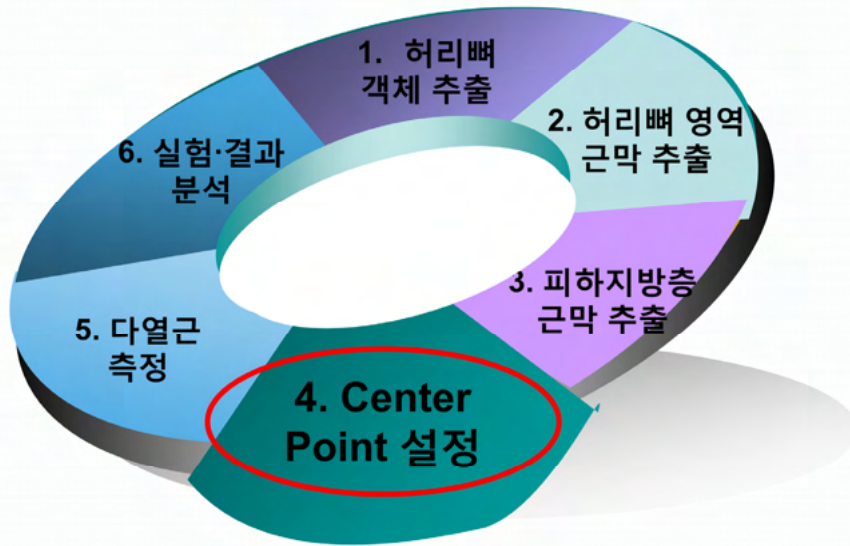 1. 허리뼈
객체 추출
2. 허리뼈 영역
근막 추출
3. 피하지방층
근막 추출
4. Center
Point 설정
5. 다열근
측정
6. 실험·결과
분석